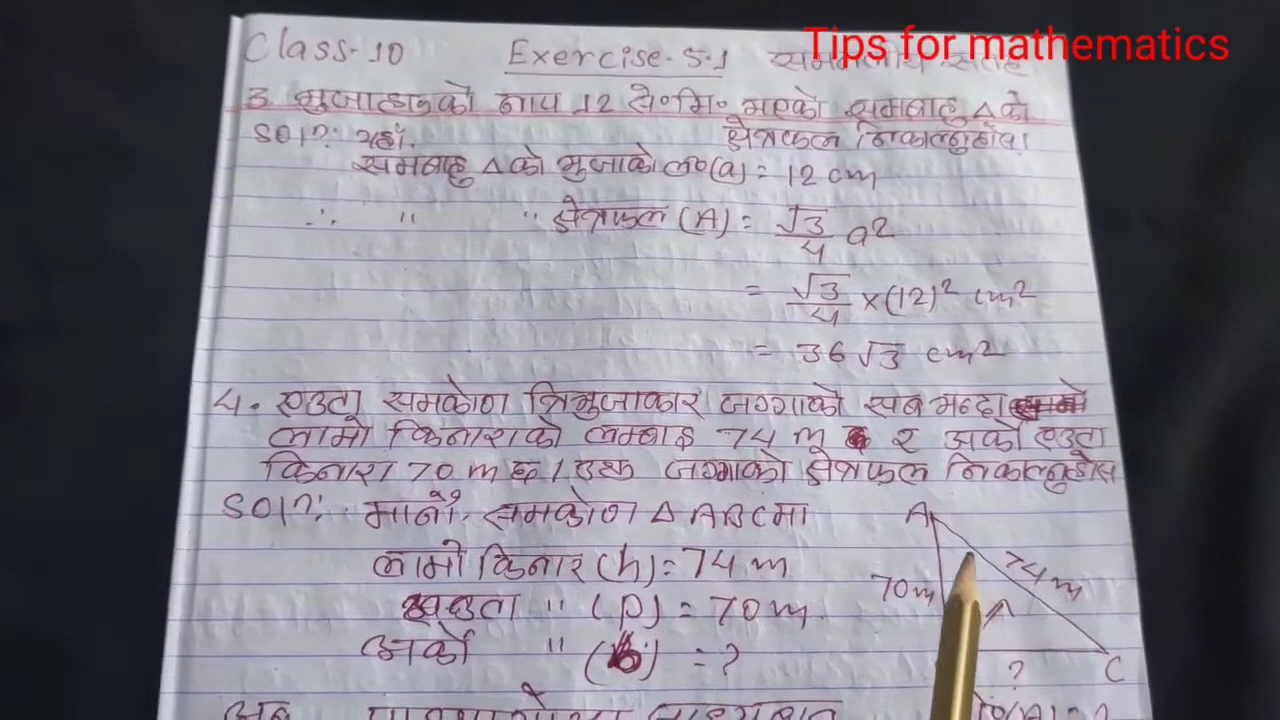 Tips for mathematics
Class-10 Exercise-5.1
3 भुजाहरुको नाप 12 से॰मि॰ भएको समबाहु Δ को
क्षेत्रफल निकाल्नुहोस।
Solⁿ: यहाँ,
समबाहु Δ को भुजाको ल॰(a) = 12 cm
∴ " " क्षेत्रफल (A) = √3/4 a²
= √3/4 × (12)² cm²
= 36√3 cm²
4. एउटा समकोण त्रिभुजाकार जग्गाको सबभन्दा
लामो किनाराको लम्बाइ 74 m र अर्को एउटा
किनारा 70 m छ । उक्त जग्गाको क्षेत्रफल निकाल्नुहोस
Solⁿ: मानौं, समकोण Δ ABC मा
लामो किनार (h) = 74 m
एउटा " (p) = 70 m
अर्को " (b) = ?
A
70 m
74 m
A
?
C